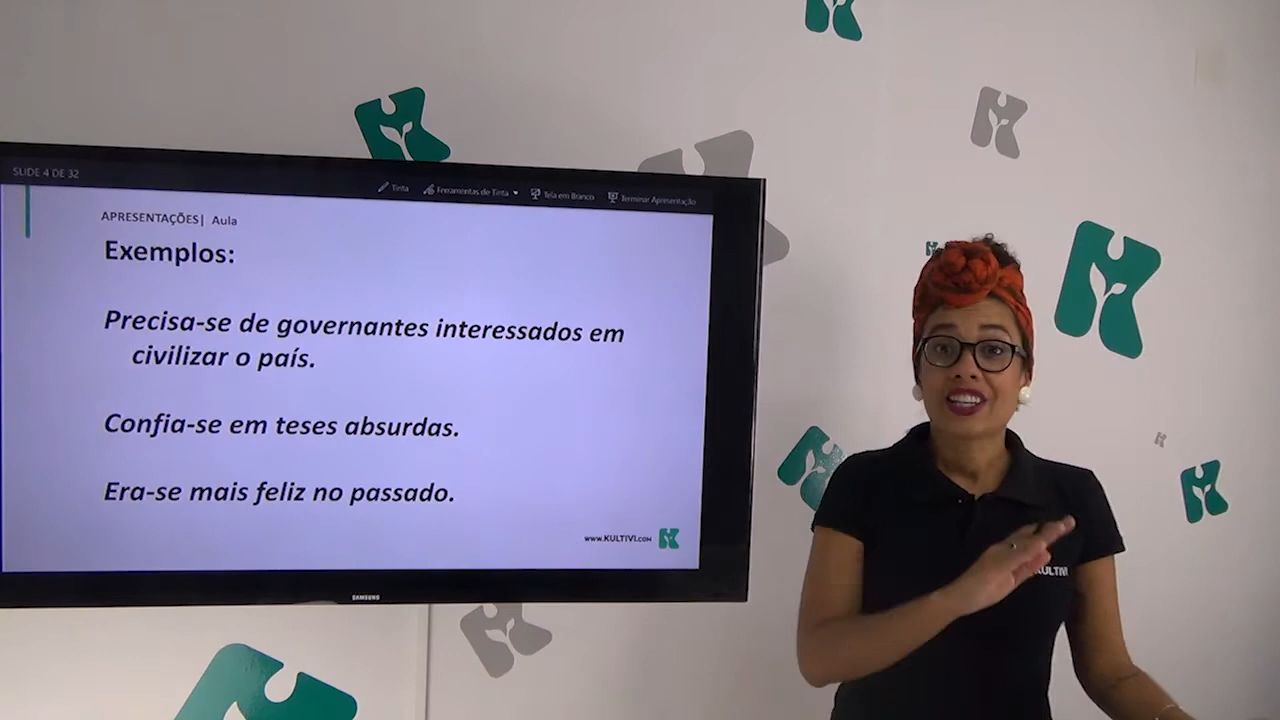 SLIDE 4 DE 32
Tinta
Ferramentas de Tinta
Tela em Branco
Terminar Apresentação
APRESENTAÇÕES| Aula
Exemplos:
Precisa-se de governantes interessados em
civilizar o país.
Confia-se em teses absurdas.
Era-se mais feliz no passado.
www.KULTIVI.COM
SAMSUNG
KULTIVI